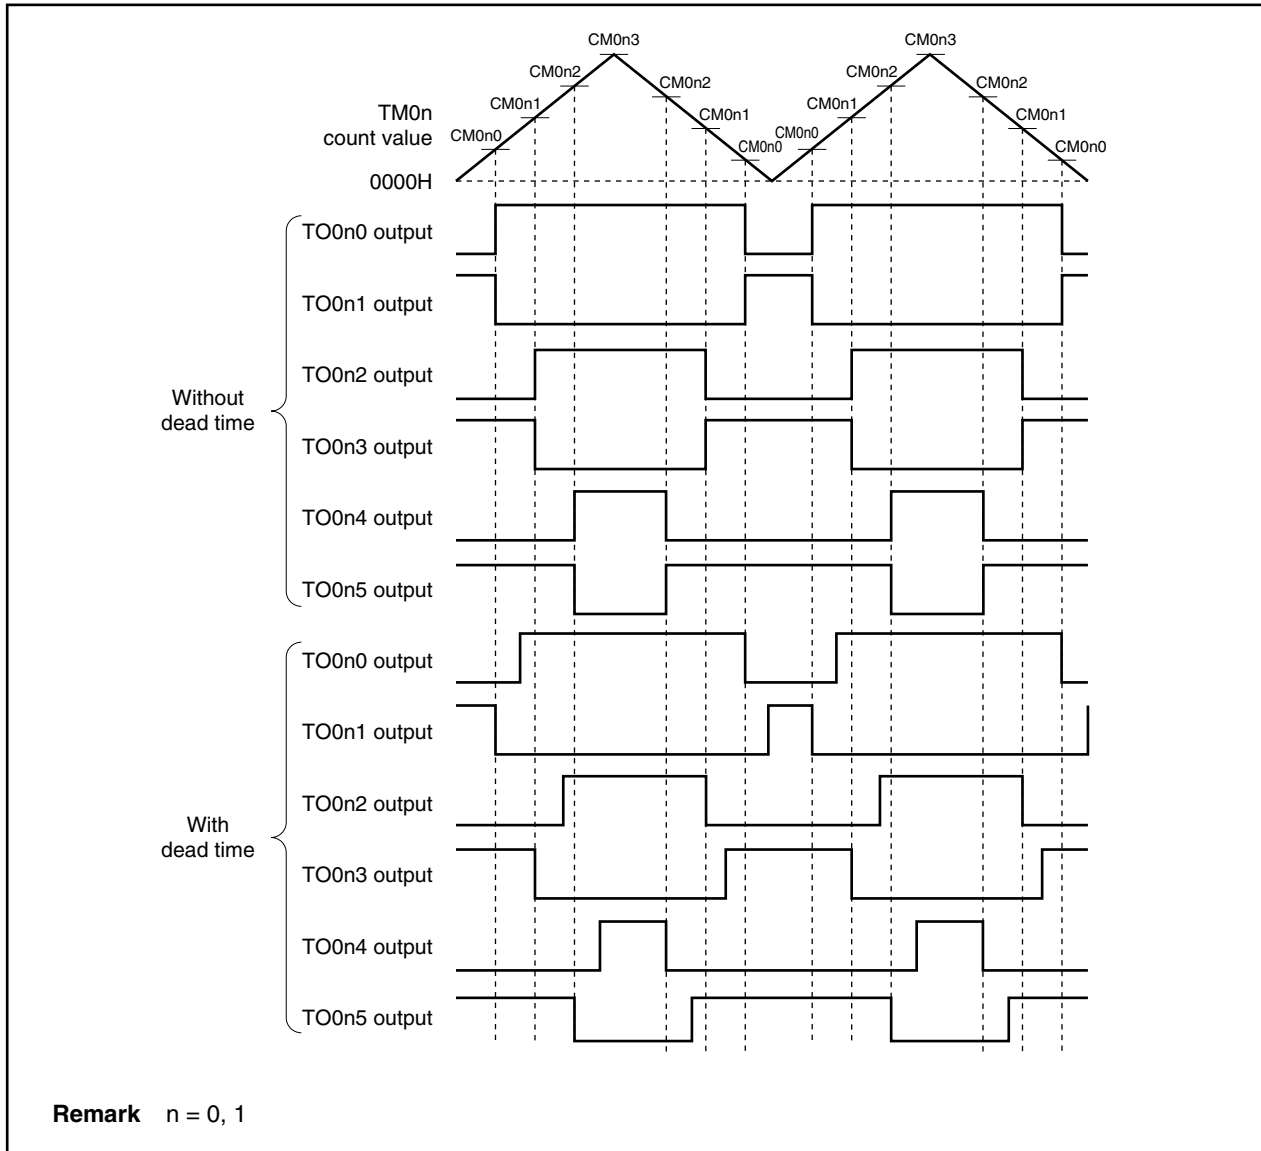 CM0n3
CM0n3
CM0n2
CM0n2
CM0n2
CM0n2
TM0n
count value
CM0n1
CM0n1
CM0n1
CM0n1
CM0n0
CM0n0
CM0n0
CM0n0
0000H
Without
dead time
TO0n0 output
TO0n1 output
TO0n2 output
TO0n3 output
TO0n4 output
TO0n5 output
With
dead time
TO0n0 output
TO0n1 output
TO0n2 output
TO0n3 output
TO0n4 output
TO0n5 output
Remark n = 0, 1